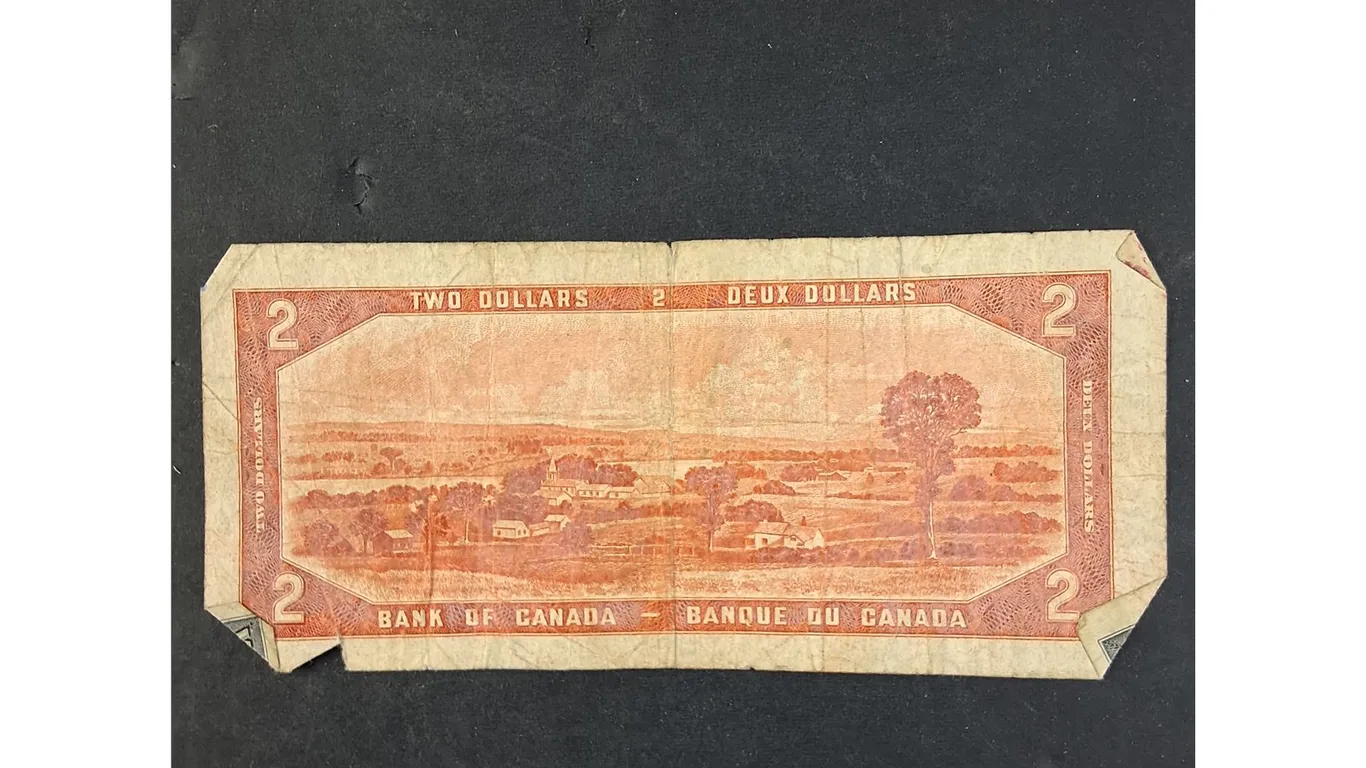 2 TWO DOLLARS 2 DEUX DOLLARS 2
TWO DOLLARS
DEUX DOLLARS
2 BANK OF CANADA — BANQUE DU CANADA 2